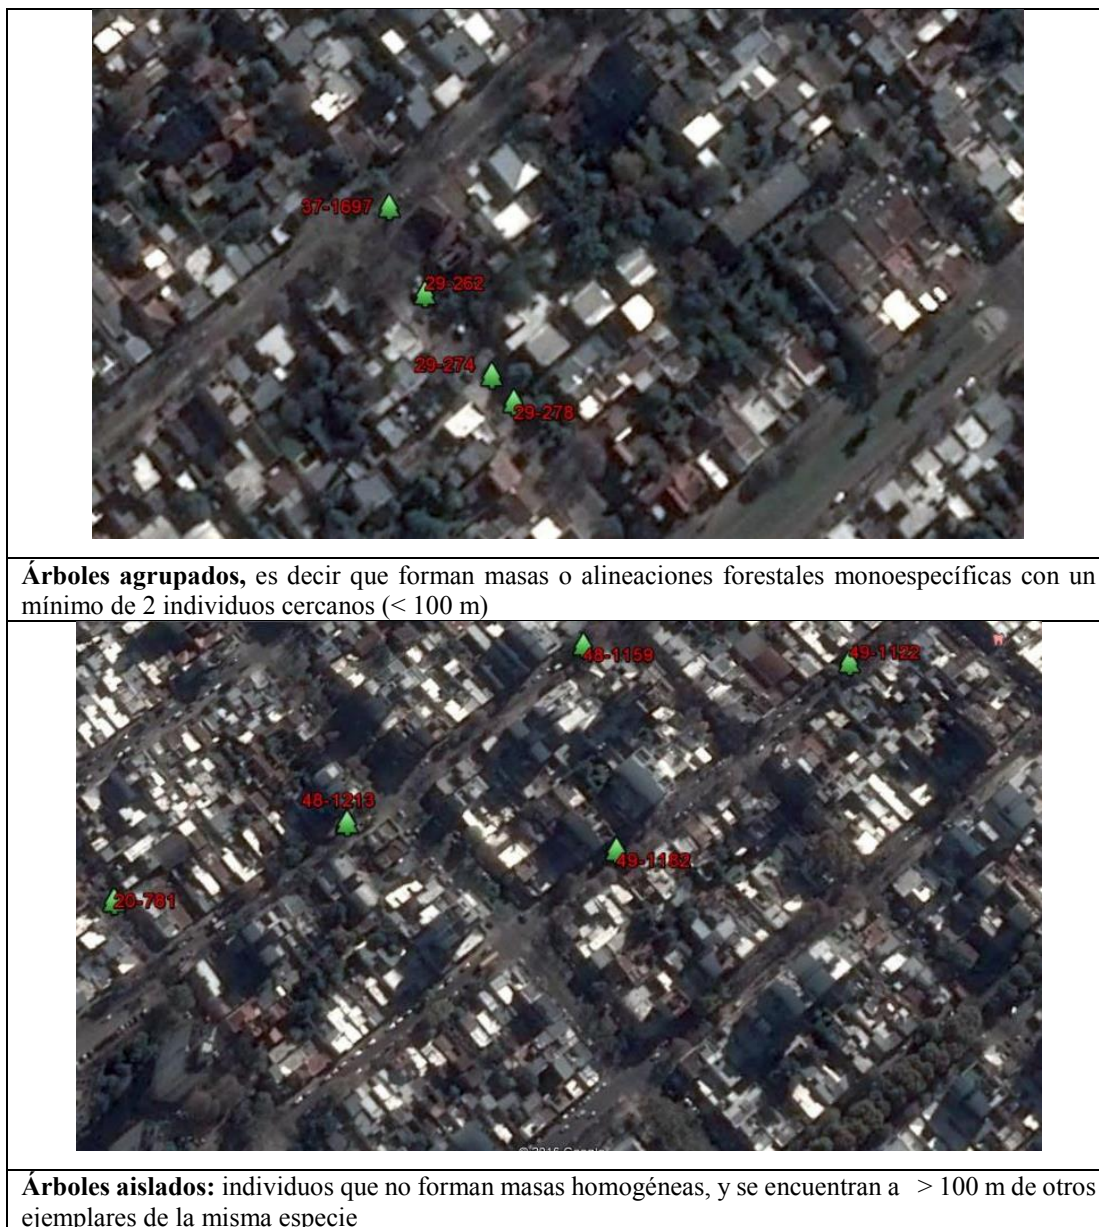 37-1697
29-262
29-274
29-278
Árboles agrupados, es decir que forman masas o alineaciones forestales monoespecíficas con un
mínimo de 2 individuos cercanos (< 100 m)
48-1159
49-1122
48-1213
49-1182
20-781
Árboles aislados: individuos que no forman masas homogéneas, y se encuentran a > 100 m de otros
ejemplares de la misma especie